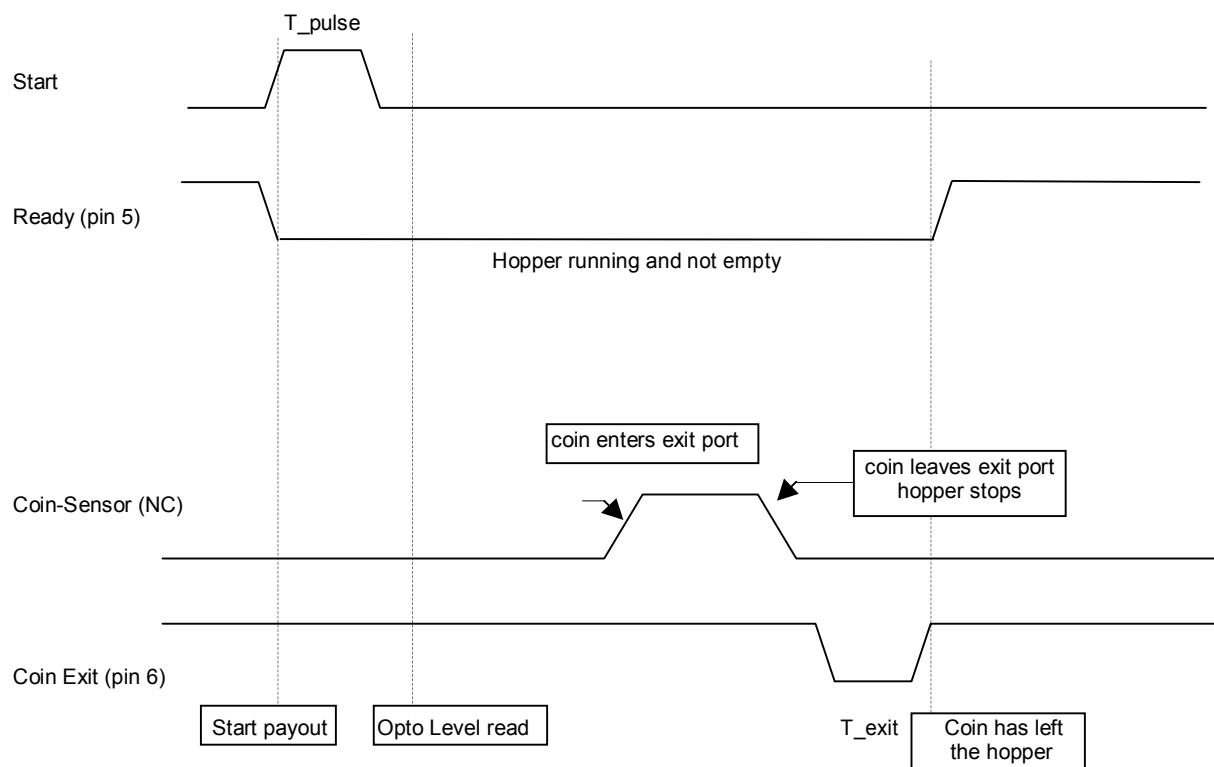 T_pulse
Start
Ready (pin 5)
Hopper running and not empty
coin enters exit port
coin leaves exit port
hopper stops
Coin-Sensor (NC)
Coin Exit (pin 6)
Start payout
Opto Level read
T_exit
Coin has left
the hopper